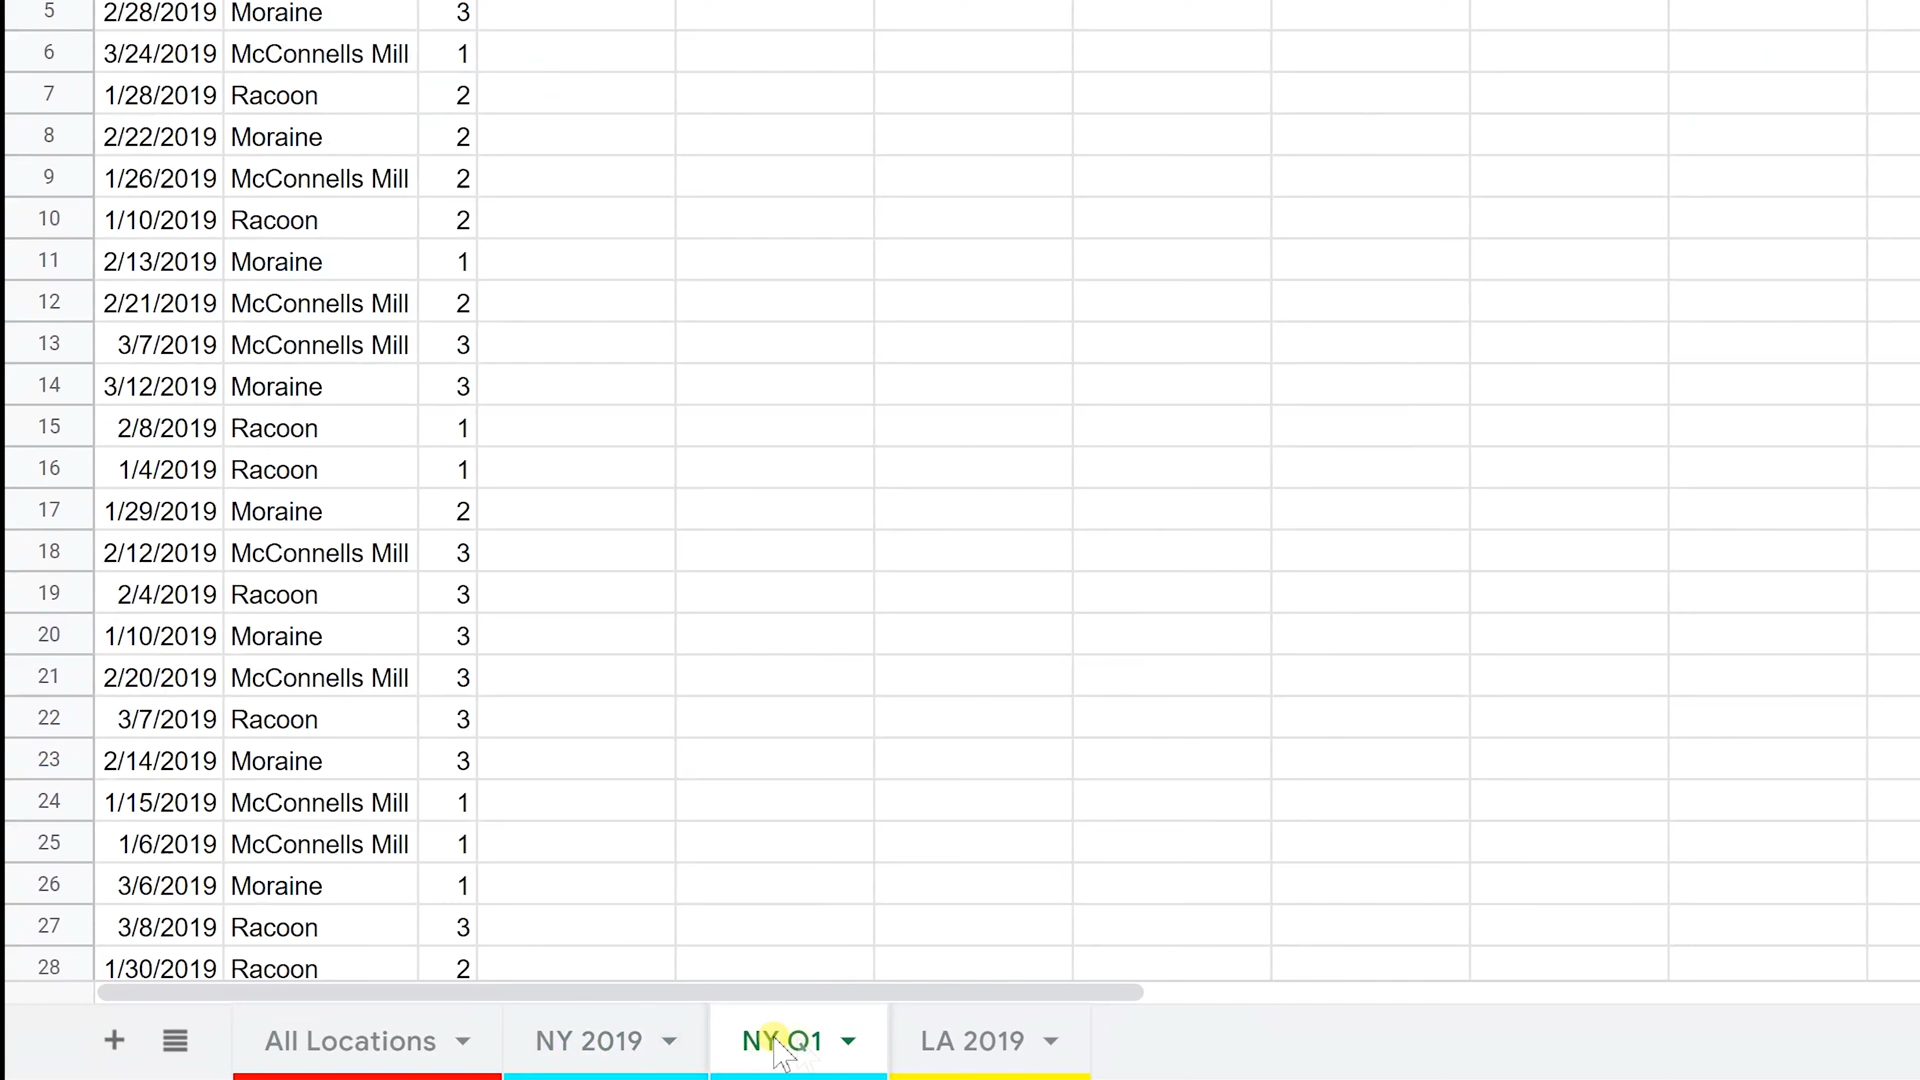 5 2/28/2019 Moraine 3
6 3/24/2019 McConnells Mill 1
7 1/28/2019 Racoon 2
8 2/22/2019 Moraine 2
9 1/26/2019 McConnells Mill 2
10 1/10/2019 Racoon 2
11 2/13/2019 Moraine 1
12 2/21/2019 McConnells Mill 2
13 3/7/2019 McConnells Mill 3
14 3/12/2019 Moraine 3
15 2/8/2019 Racoon 1
16 1/4/2019 Racoon 1
17 1/29/2019 Moraine 2
18 2/12/2019 McConnells Mill 3
19 2/4/2019 Racoon 3
20 1/10/2019 Moraine 3
21 2/20/2019 McConnells Mill 3
22 3/7/2019 Racoon 3
23 2/14/2019 Moraine 3
24 1/15/2019 McConnells Mill 1
25 1/6/2019 McConnells Mill 1
26 3/6/2019 Moraine 1
27 3/8/2019 Racoon 3
28 1/30/2019 Racoon 2
All Locations NY 2019 NY Q1 LA 2019